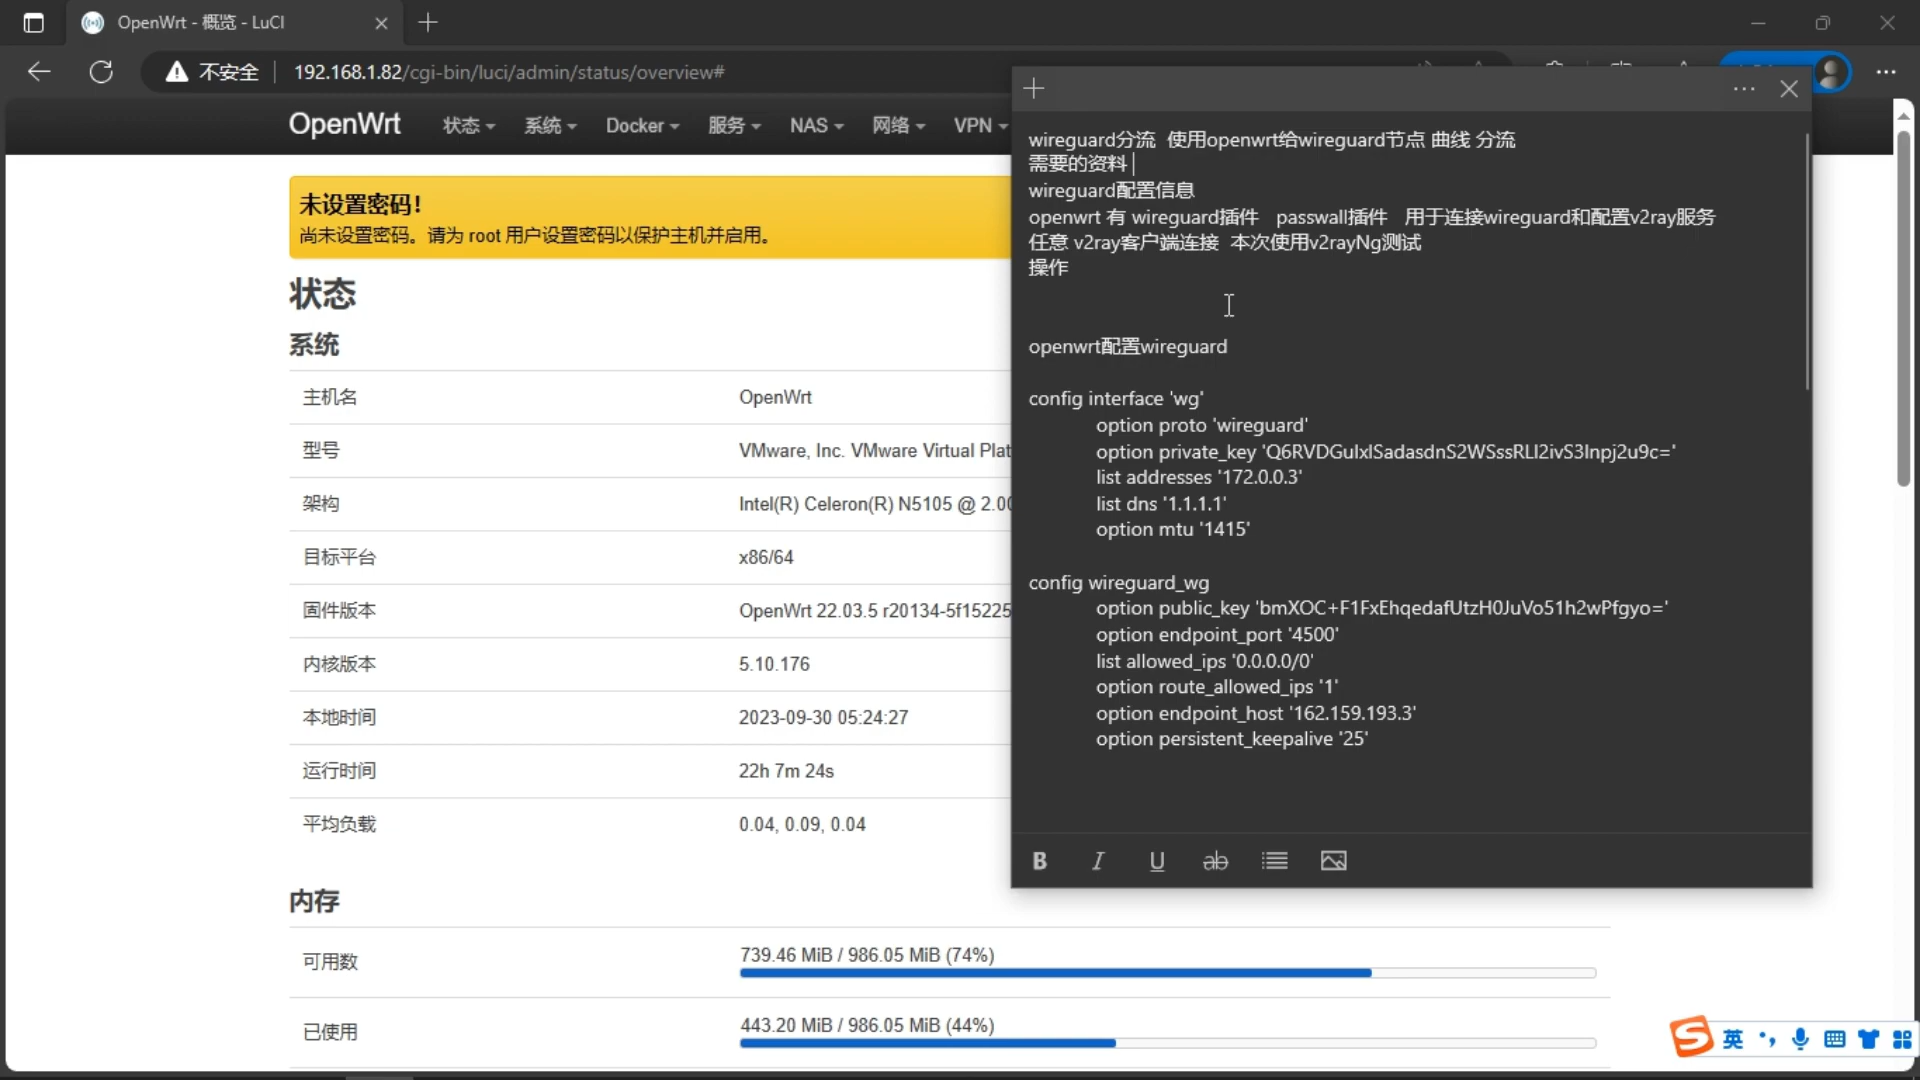 OpenWrt - 概览 - LuCI
不安全
192.168.1.82/cgi-bin/luci/admin/status/overview#
OpenWrt
状态
系统
Docker
服务
NAS
网络
VPN
未设置密码！
尚未设置密码。请为 root 用户设置密码以保护主机并启用。
状态
系统
主机名 OpenWrt
型号 VMware, Inc. VMware Virtual Plat
架构 Intel(R) Celeron(R) N5105 @ 2.00
目标平台 x86/64
固件版本 OpenWrt 22.03.5 r20134-5f15225
内核版本 5.10.176
本地时间 2023-09-30 05:24:27
运行时间 22h 7m 24s
平均负载 0.04, 0.09, 0.04
内存
可用数 739.46 MiB / 986.05 MiB (74%)
已使用 443.20 MiB / 986.05 MiB (44%)
wireguard分流 使用openwrt给wireguard节点 曲线 分流
需要的资料
wireguard配置信息
openwrt 有 wireguard插件 passwall插件 用于连接wireguard和配置v2ray服务
任意 v2ray客户端连接 本次使用v2rayNg测试
操作
openwrt配置wireguard
config interface 'wg'
option proto 'wireguard'
option private_key 'Q6RVDGulxlSadasdnS2WSssRLI2ivS3Inpj2u9c='
list addresses '172.0.0.3'
list dns '1.1.1.1'
option mtu '1415'
config wireguard_wg
option public_key 'bmXOC+F1FxEhqedafUtzH0JuVo51h2wPfgyo='
option endpoint_port '4500'
list allowed_ips '0.0.0.0/0'
option route_allowed_ips '1'
option endpoint_host '162.159.193.3'
option persistent_keepalive '25'
B I U ab
英